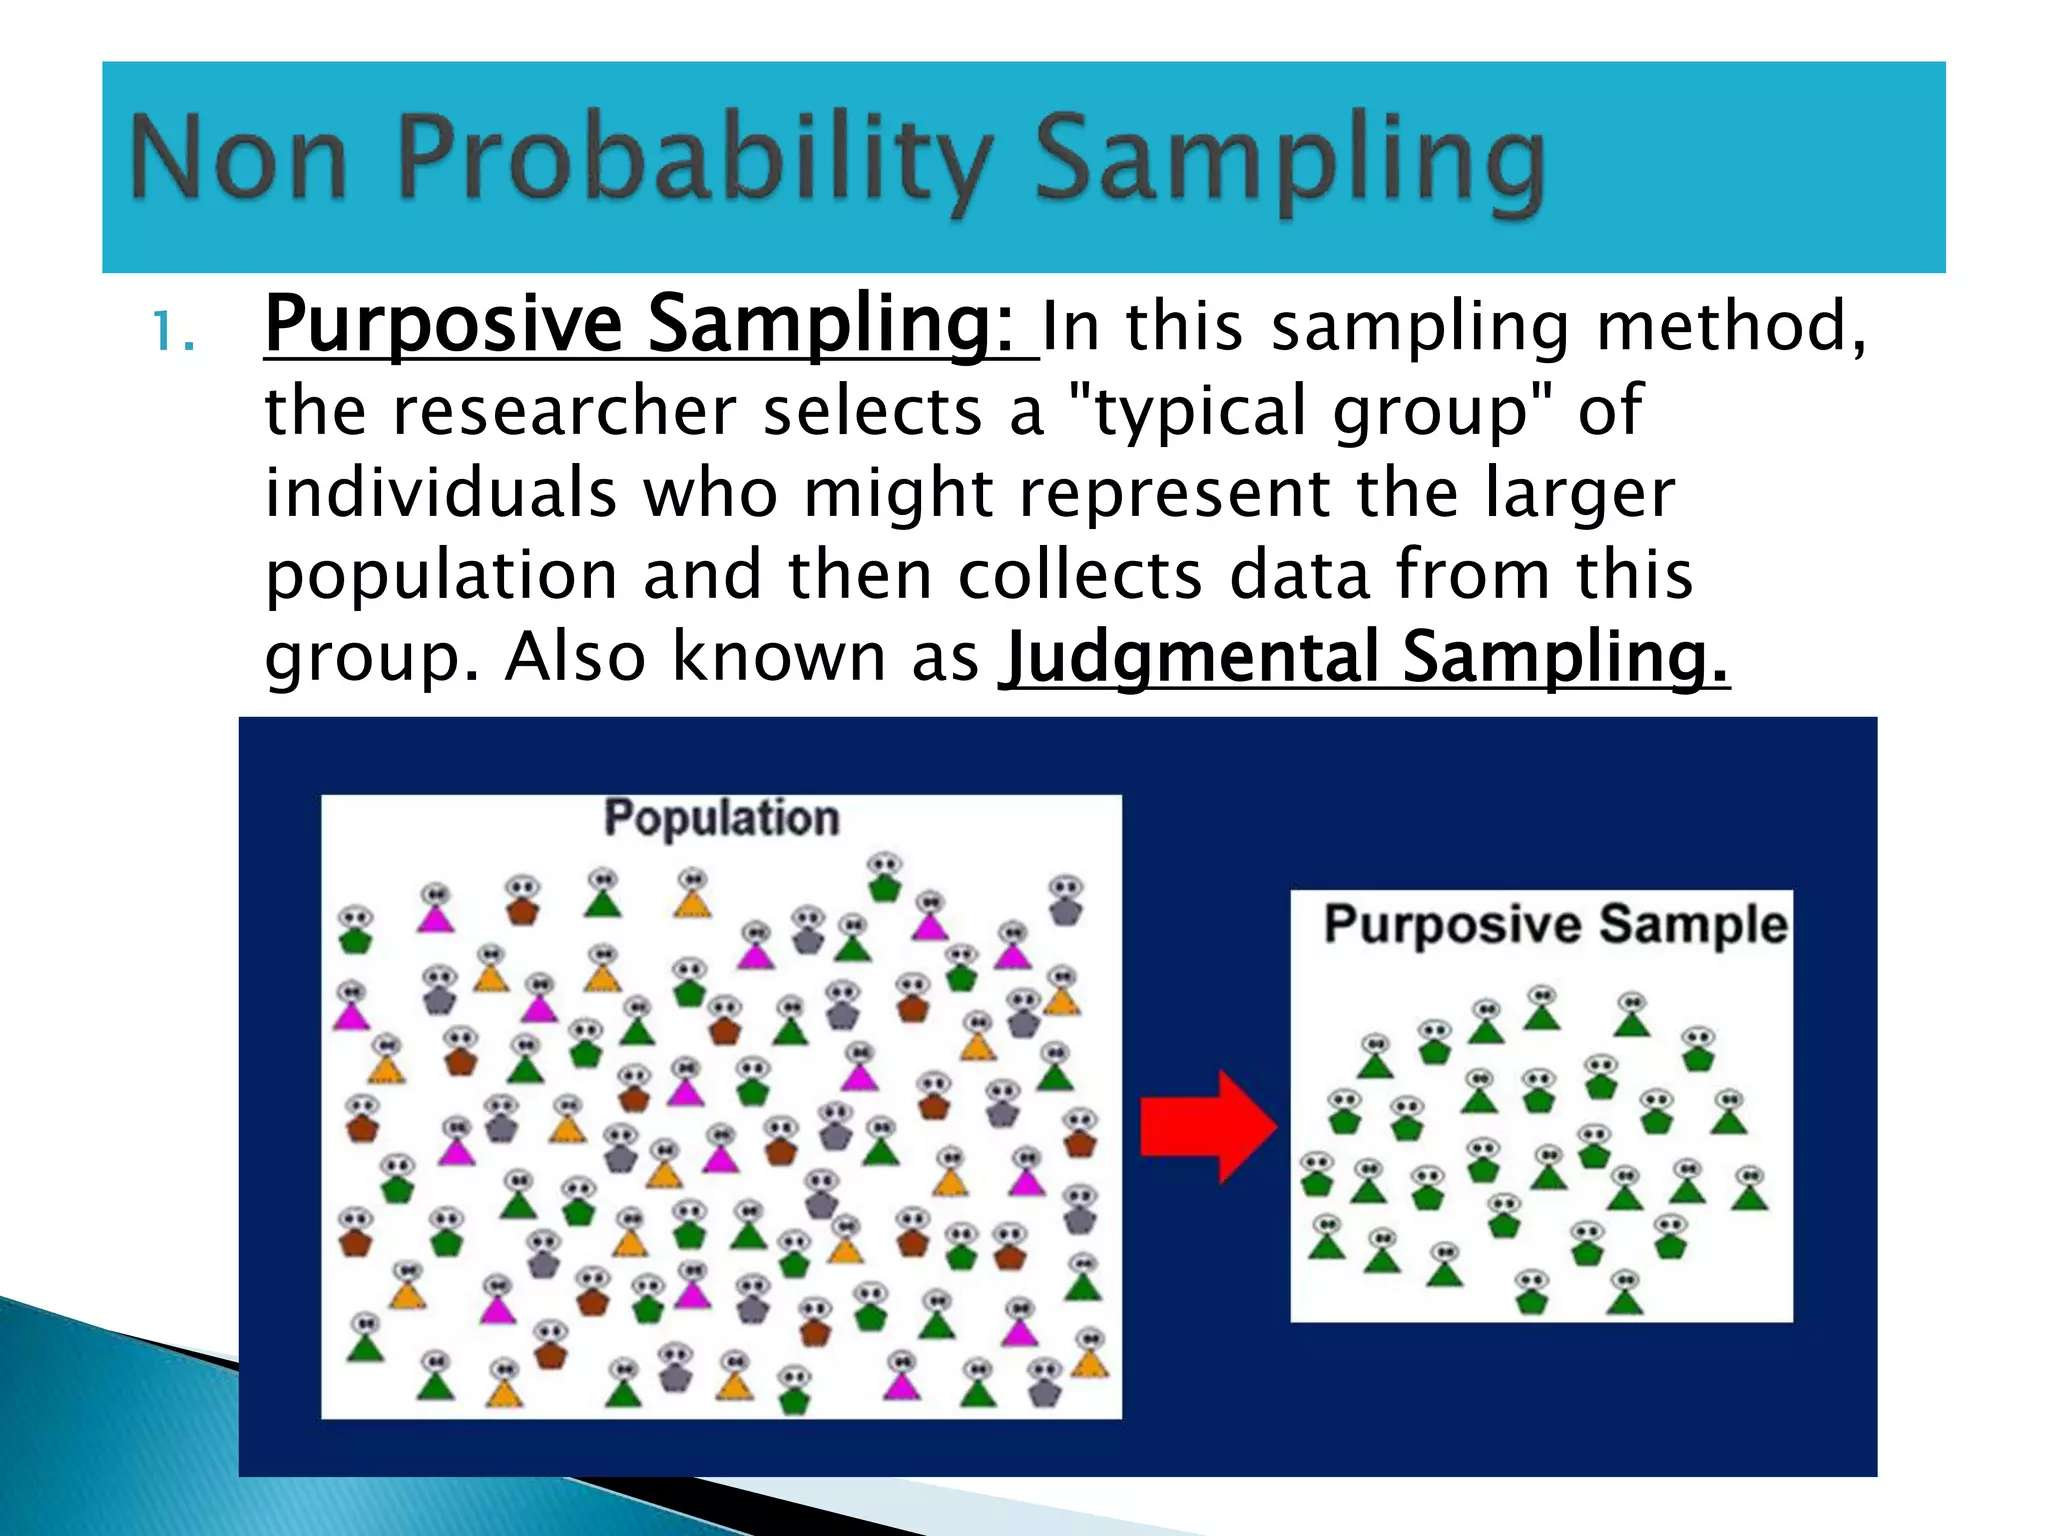 Non Probability Sampling
1. Purposive Sampling: In this sampling method,
the researcher selects a "typical group" of
individuals who might represent the larger
population and then collects data from this
group. Also known as Judgmental Sampling.
Population
Purposive Sample